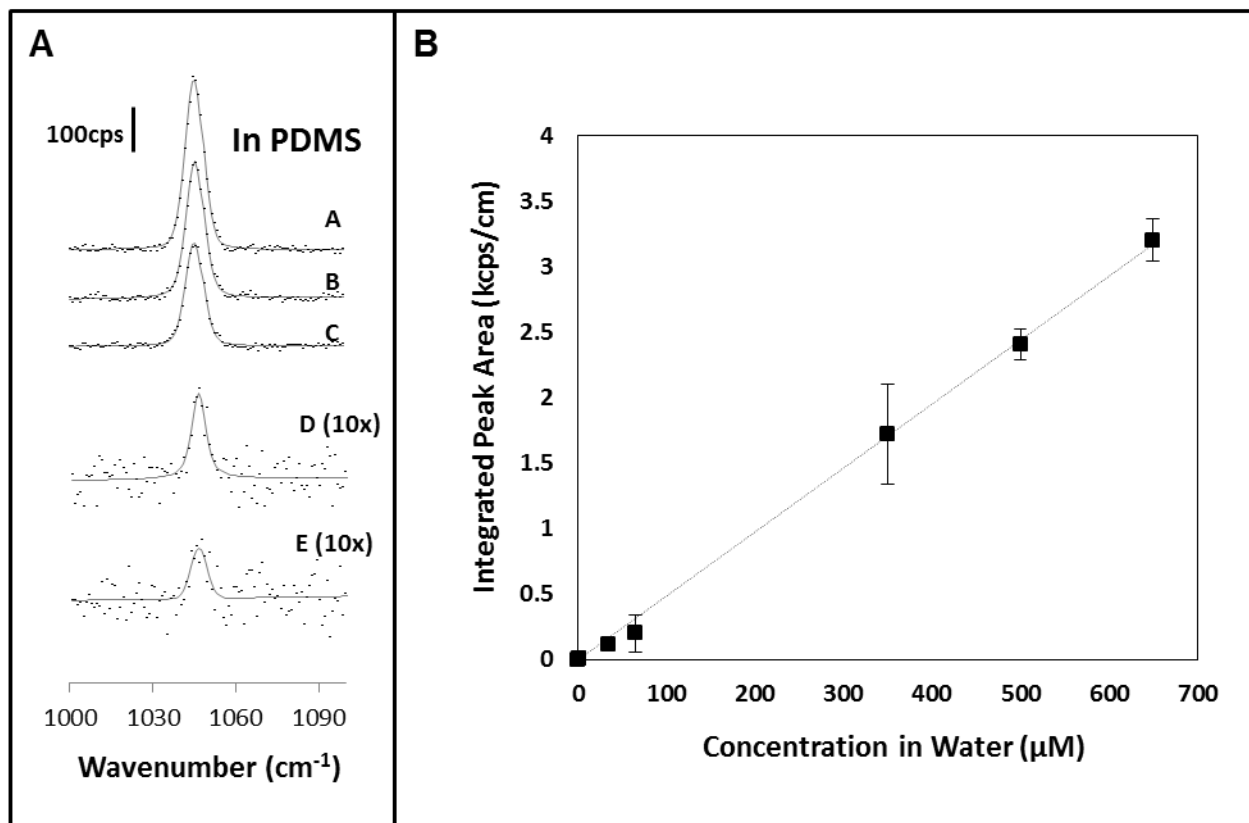 A
100cps
In PDMS
A
B
C
D (10x)
E (10x)
1000 1030 1060 1090
Wavenumber (cm⁻¹)
B
Integrated Peak Area (kcps/cm)
4
3.5
3
2.5
2
1.5
1
0.5
0
0 100 200 300 400 500 600 700
Concentration in Water (µM)